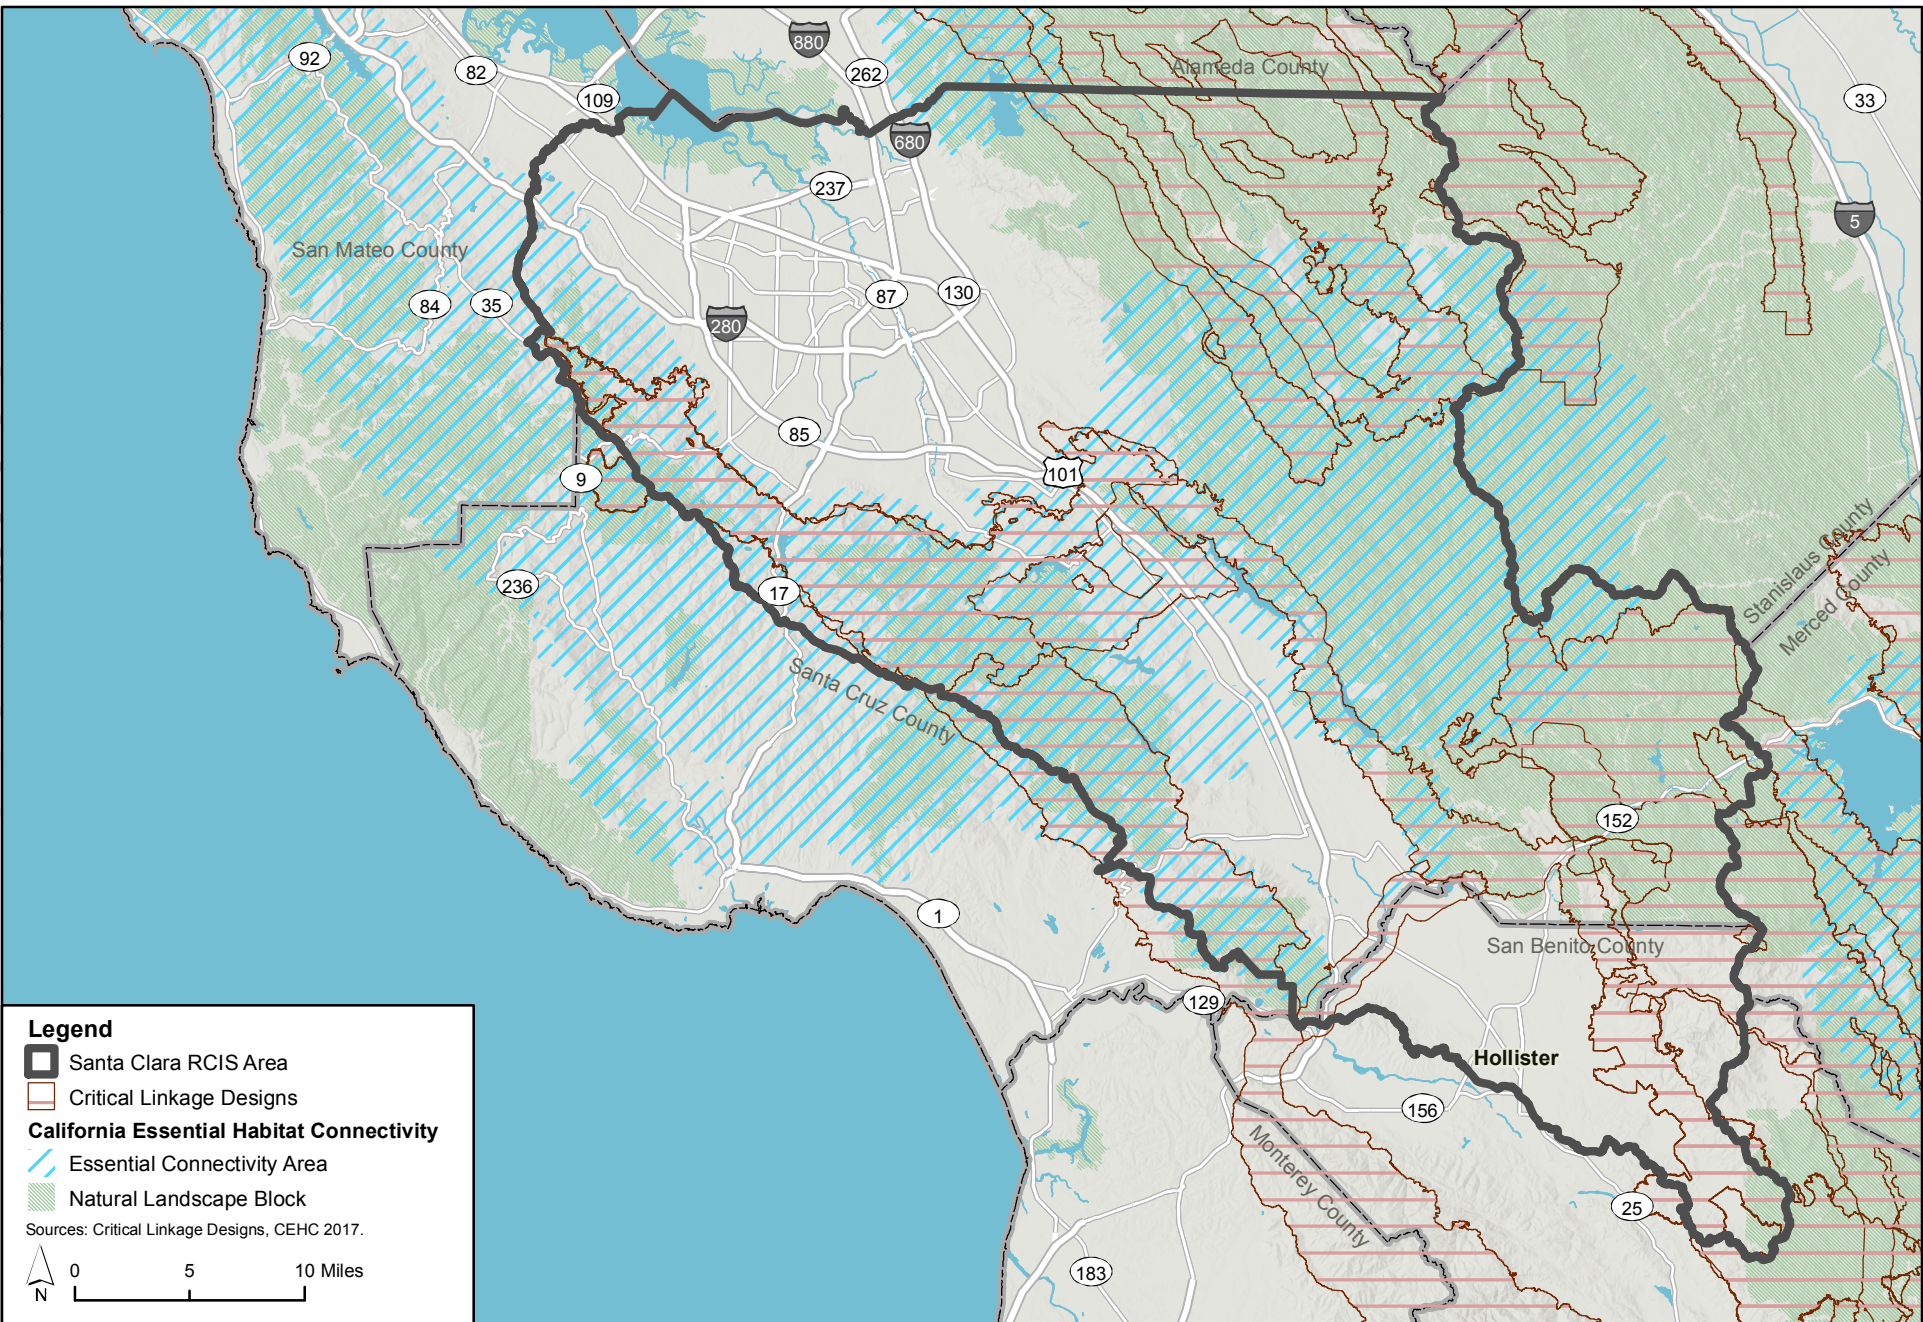 880
92
82
262
Alameda County
109
33
680
237
5
San Mateo County
84
35
87
130
280
85
101
9
Stanislaus County
Merced County
236
17
Santa Cruz County
152
1
San Benito County
129
Hollister
156
Monterey County
25
183
Legend
Santa Clara RCIS Area
Critical Linkage Designs
California Essential Habitat Connectivity
Essential Connectivity Area
Natural Landscape Block
Sources: Critical Linkage Designs, CEHC 2017.
N
0 5 10 Miles